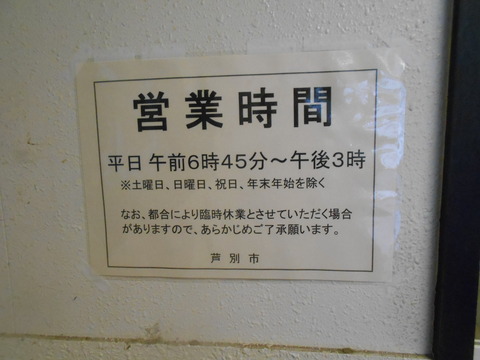 営業時間
平日 午前6時45分～午後3時
※土曜日、日曜日、祝日、年末年始を除く
なお、都合により臨時休業とさせていただく場合
がありますので、あらかじめご了承願います。
芦別市